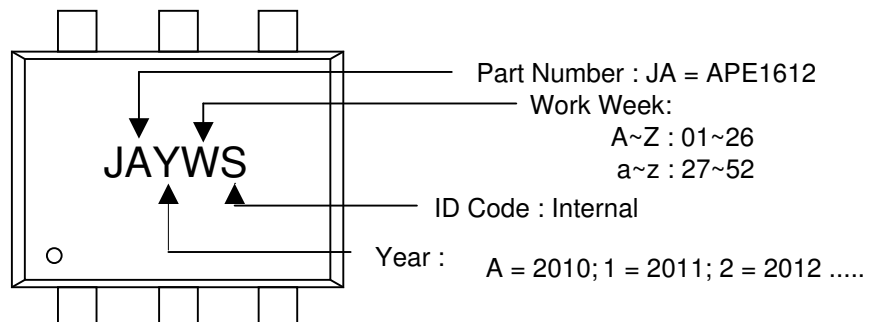 Part Number : JA = APE1612
Work Week:
A~Z : 01~26
a~z : 27~52
JAYWS
ID Code : Internal
Year :
A = 2010; 1 = 2011; 2 = 2012 .....